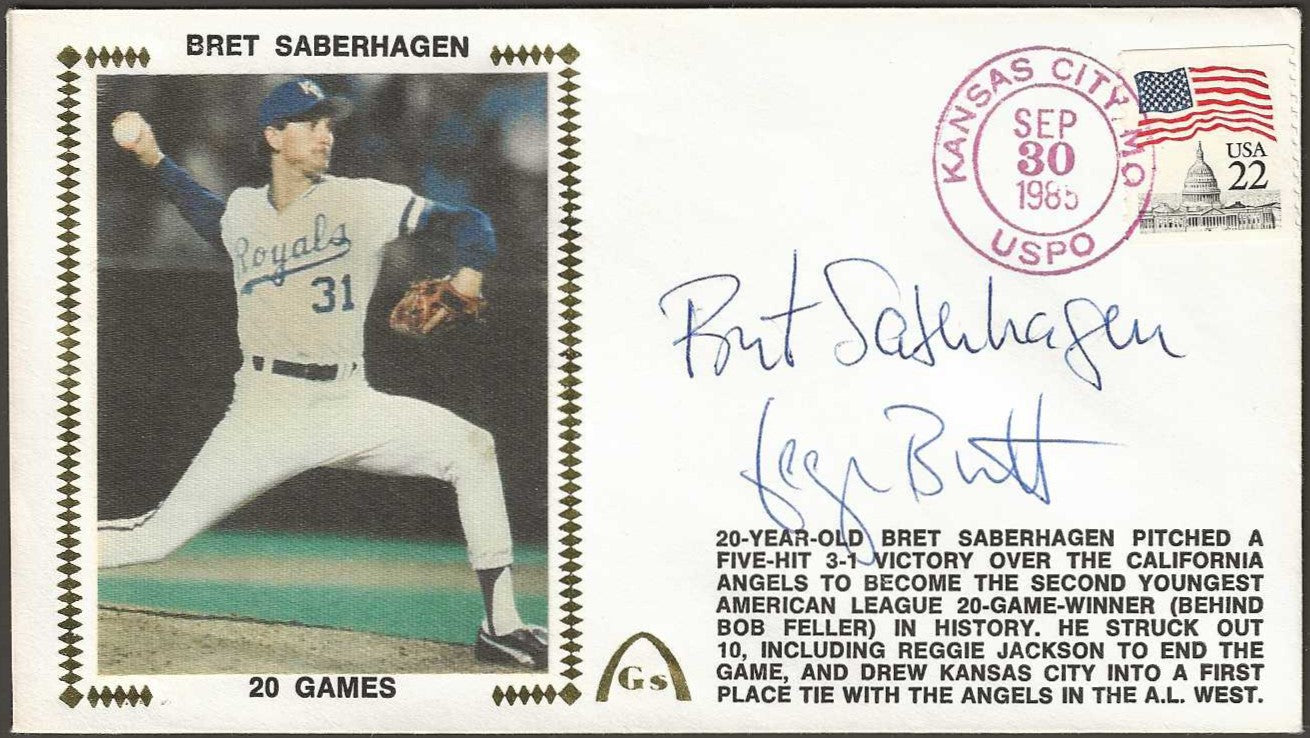 BRET SABERHAGEN
Royals
31
20 GAMES
KANSAS CITY, MO
SEP
30
1985
USPO
USA
22
Bret Saberhagen
George Brett
20-YEAR-OLD BRET SABERHAGEN PITCHED A
FIVE-HIT 3-1 VICTORY OVER THE CALIFORNIA
ANGELS TO BECOME THE SECOND YOUNGEST
AMERICAN LEAGUE 20-GAME-WINNER (BEHIND
BOB FELLER) IN HISTORY. HE STRUCK OUT
10, INCLUDING REGGIE JACKSON TO END THE
GAME, AND DREW KANSAS CITY INTO A FIRST
PLACE TIE WITH THE ANGELS IN THE A.L. WEST.
Gs